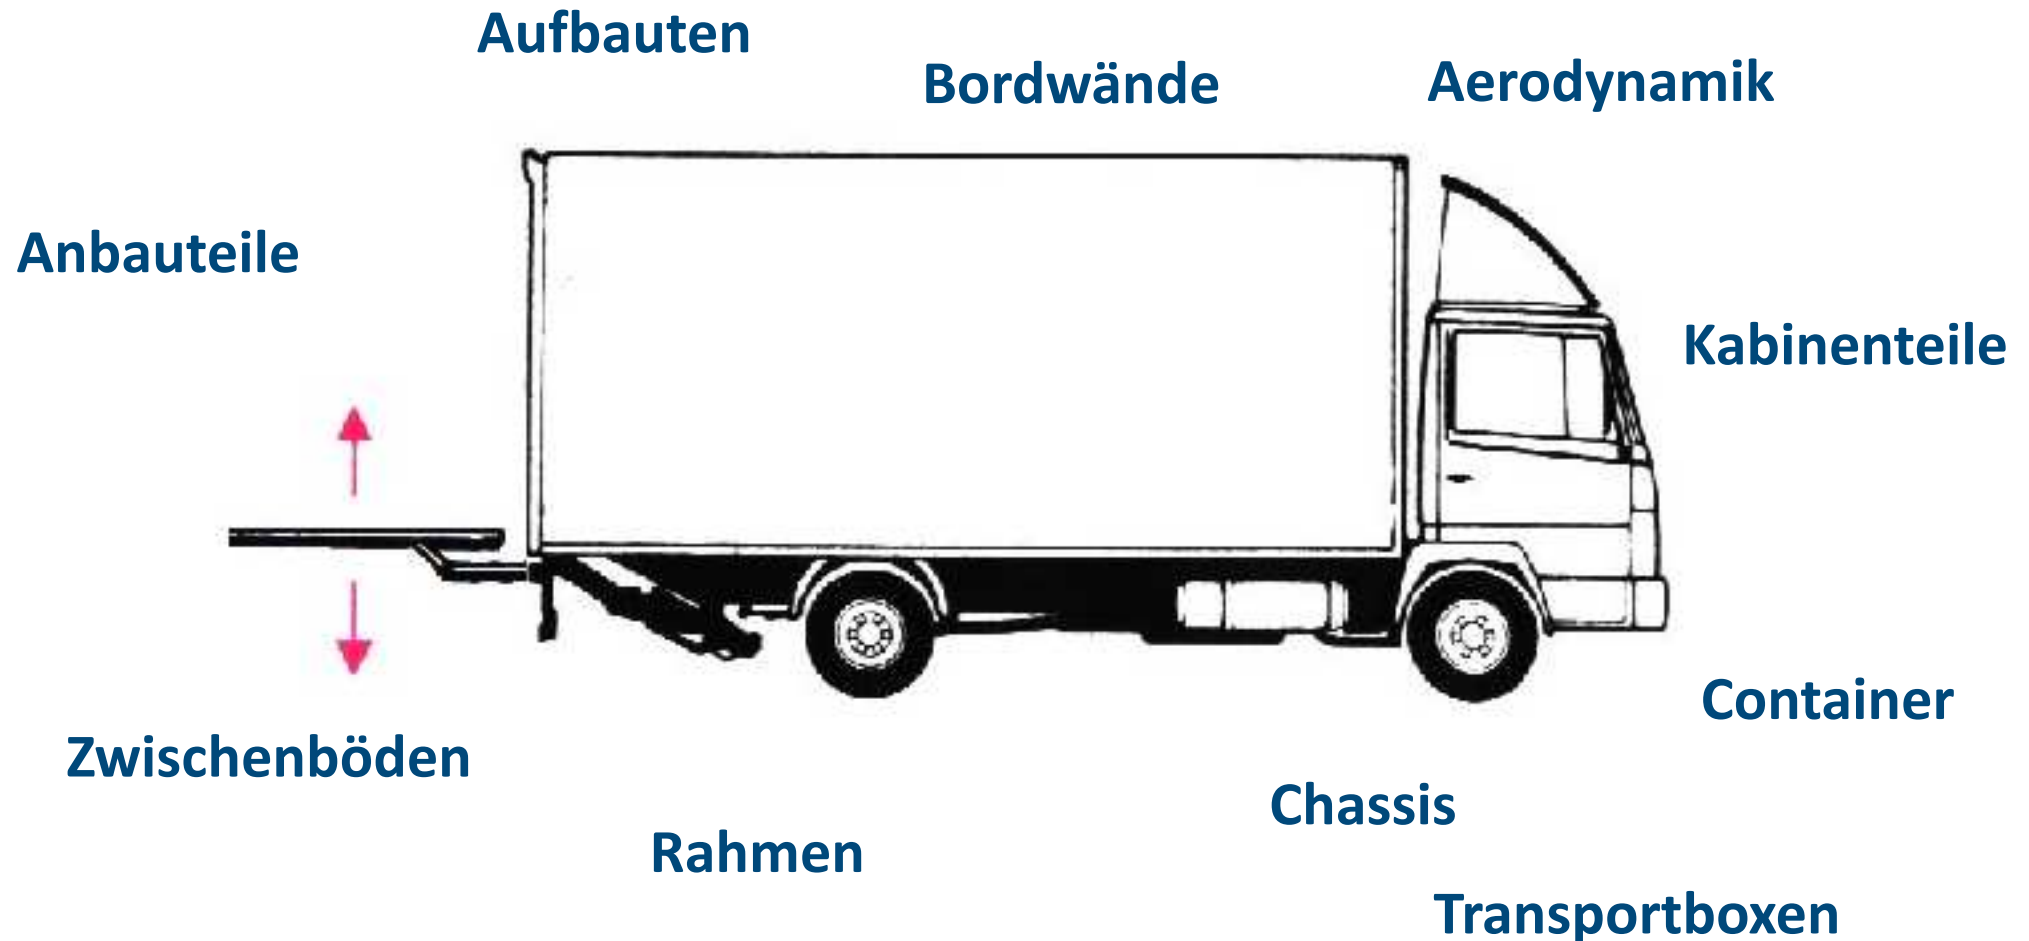 Aufbauten
Bordwände
Aerodynamik
Anbauteile
Kabinenteile
Container
Zwischenböden
Chassis
Rahmen
Transportboxen